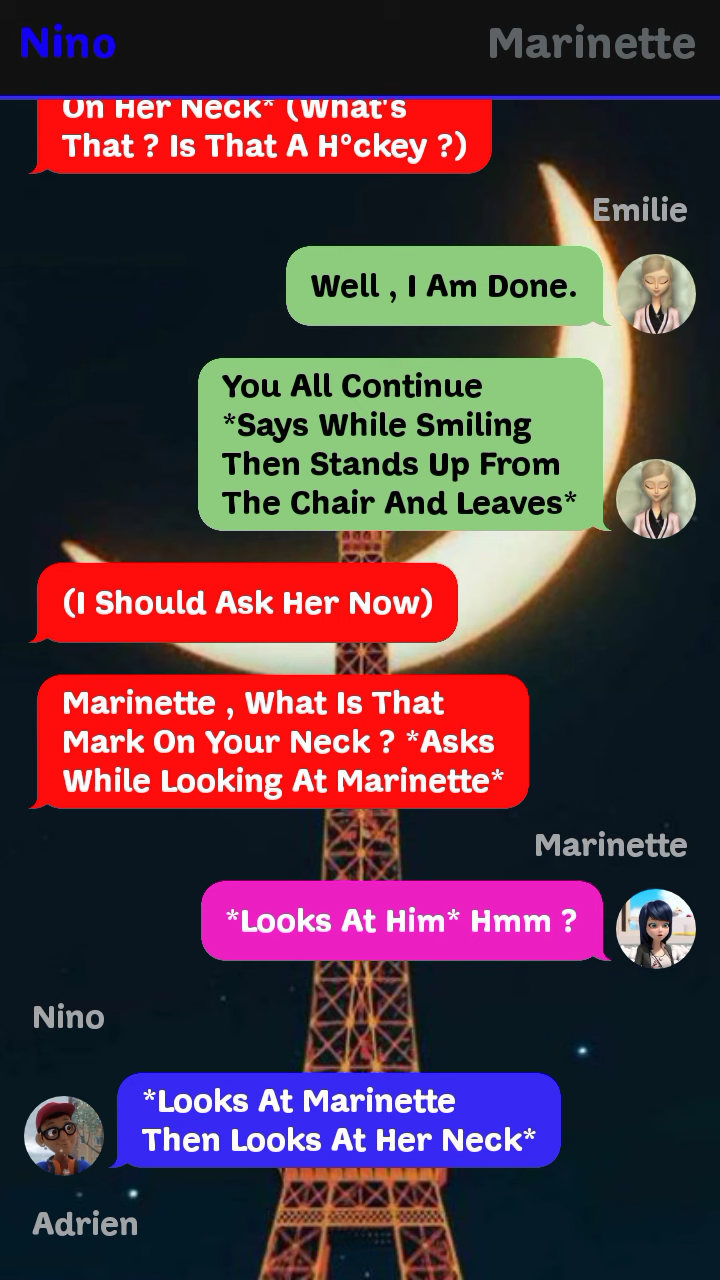 Nino
Marinette
On Her Neck* (What's
That ? Is That A H°ckey ?)
Emilie
Well , I Am Done.
You All Continue
*Says While Smiling
Then Stands Up From
The Chair And Leaves*
(I Should Ask Her Now)
Marinette , What Is That
Mark On Your Neck ? *Asks
While Looking At Marinette*
Marinette
*Looks At Him* Hmm ?
Nino
*Looks At Marinette
Then Looks At Her Neck*
Adrien